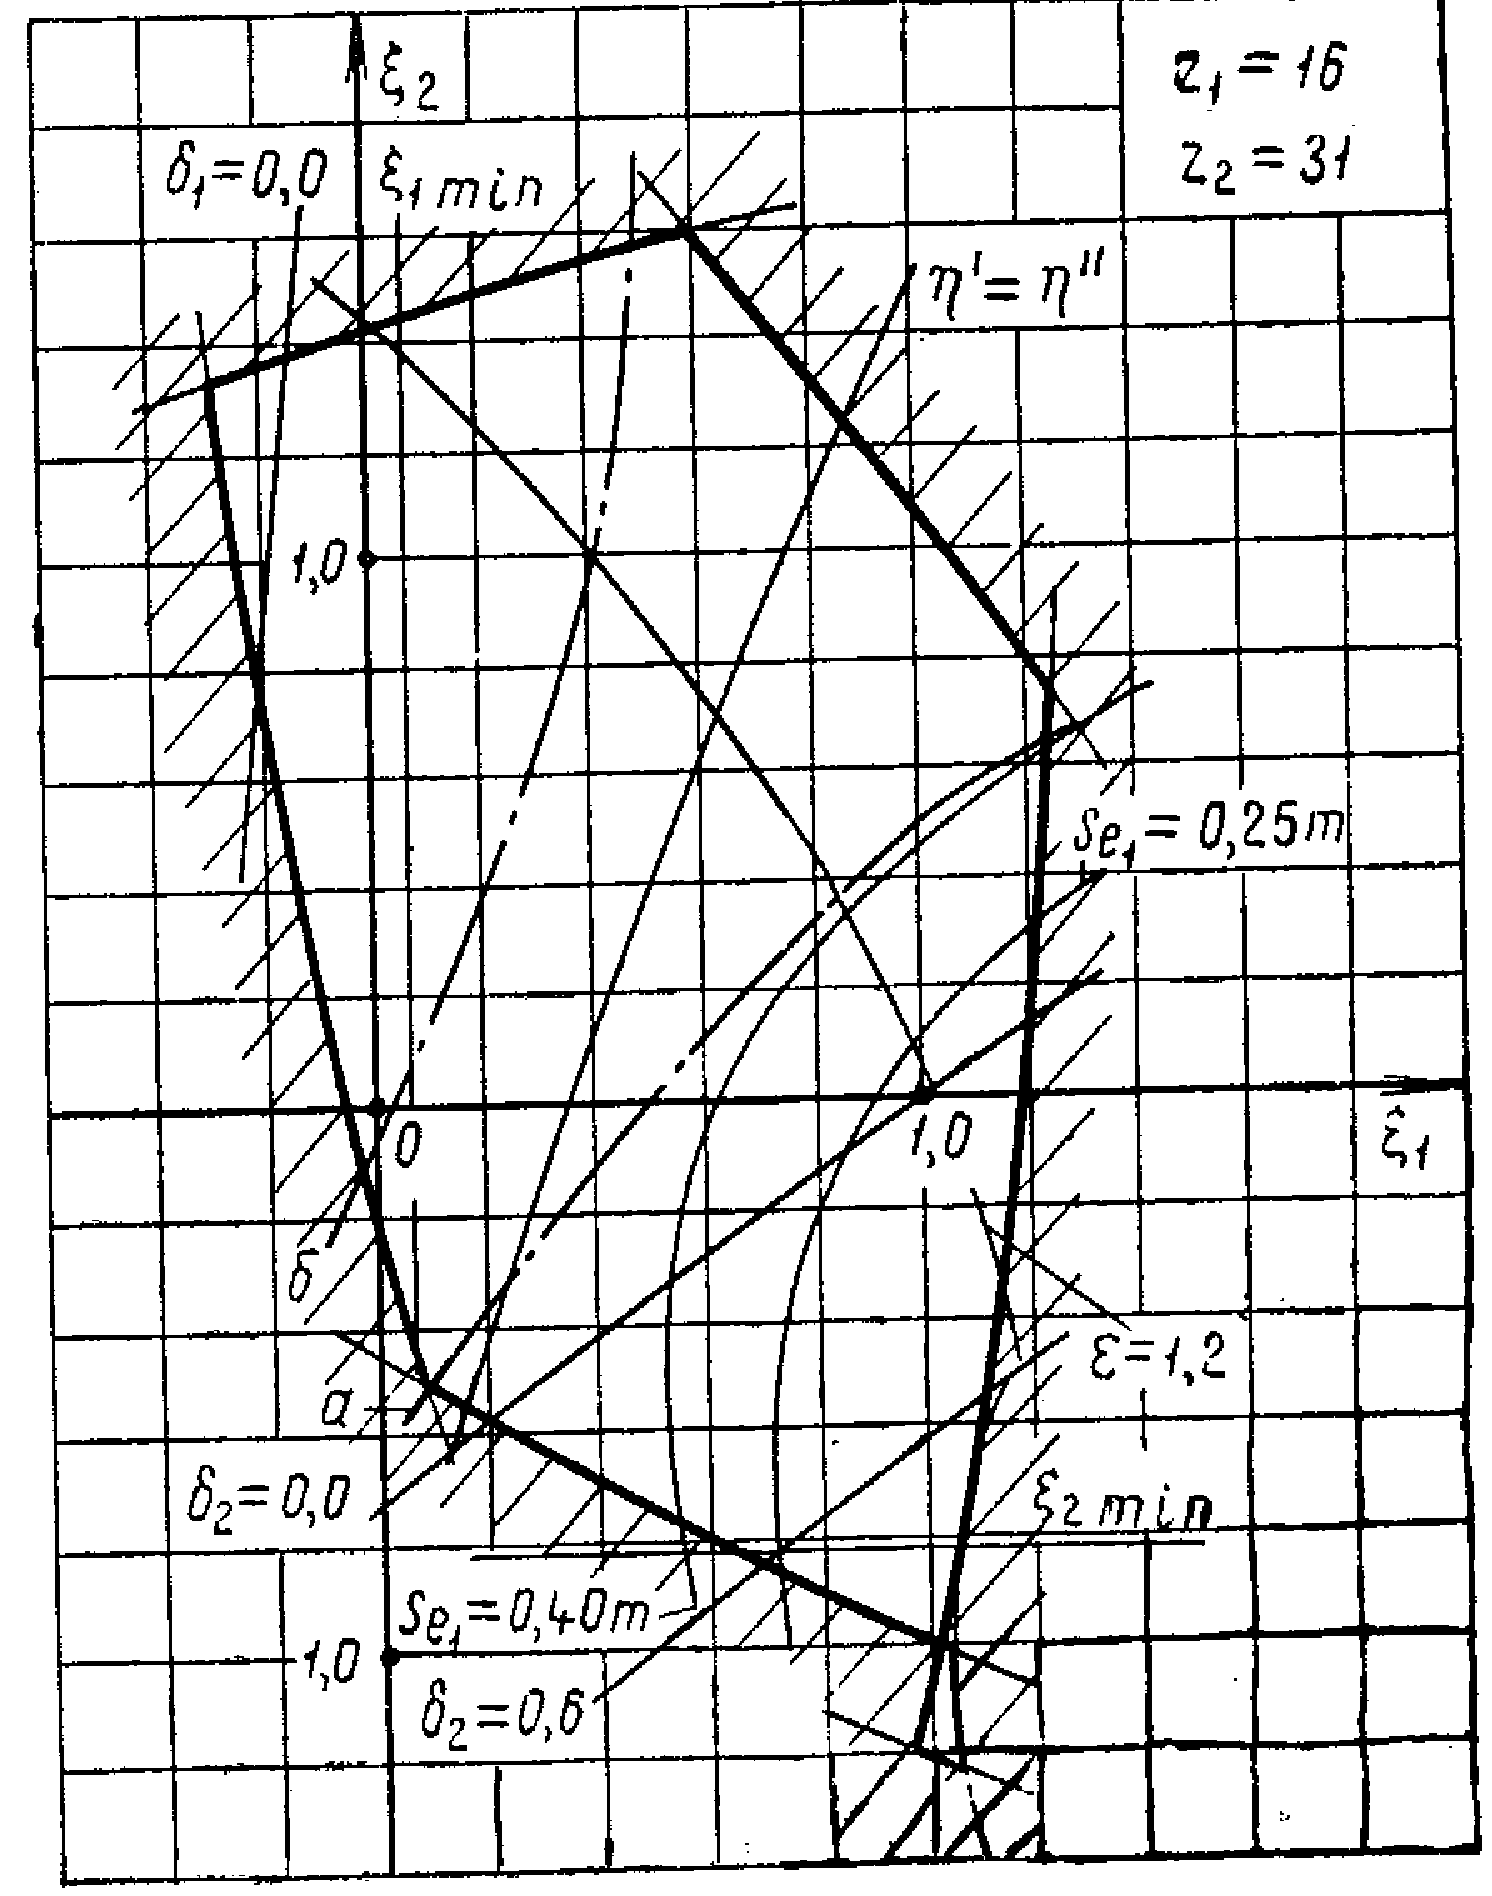 ξ₂
z₁ = 16
z₂ = 31
δ₁=0,0
ξ₁ min
η' = η''
1,0
sₑ₁ = 0,25m
0
1,0
ξ₁
б
ε=1,2
а
δ₂=0,0
ξ₂ min
sₑ₁=0,40m
1,0
δ₂=0,6